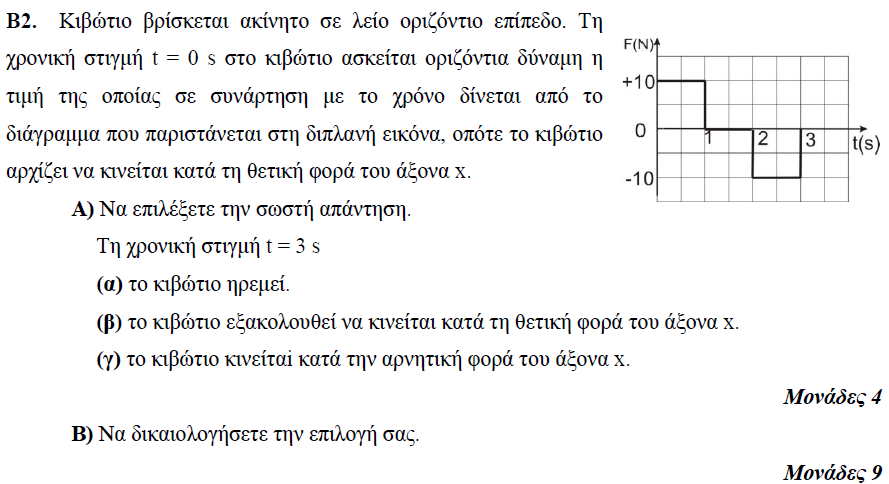 B2. Κιβώτιο βρίσκεται ακίνητο σε λείο οριζόντιο επίπεδο. Τη
χρονική στιγμή t = 0 s στο κιβώτιο ασκείται οριζόντια δύναμη η
τιμή της οποίας σε συνάρτηση με το χρόνο δίνεται από το
διάγραμμα που παριστάνεται στη διπλανή εικόνα, οπότε το κιβώτιο
αρχίζει να κινείται κατά τη θετική φορά του άξονα x.
F(N)
+10
0
-10
1
2
3
t(s)
Α) Να επιλέξετε την σωστή απάντηση.
Τη χρονική στιγμή t = 3 s
(α) το κιβώτιο ηρεμεί.
(β) το κιβώτιο εξακολουθεί να κινείται κατά τη θετική φορά του άξονα x.
(γ) το κιβώτιο κινείταi κατά την αρνητική φορά του άξονα x.
Μονάδες 4
Β) Να δικαιολογήσετε την επιλογή σας.
Μονάδες 9